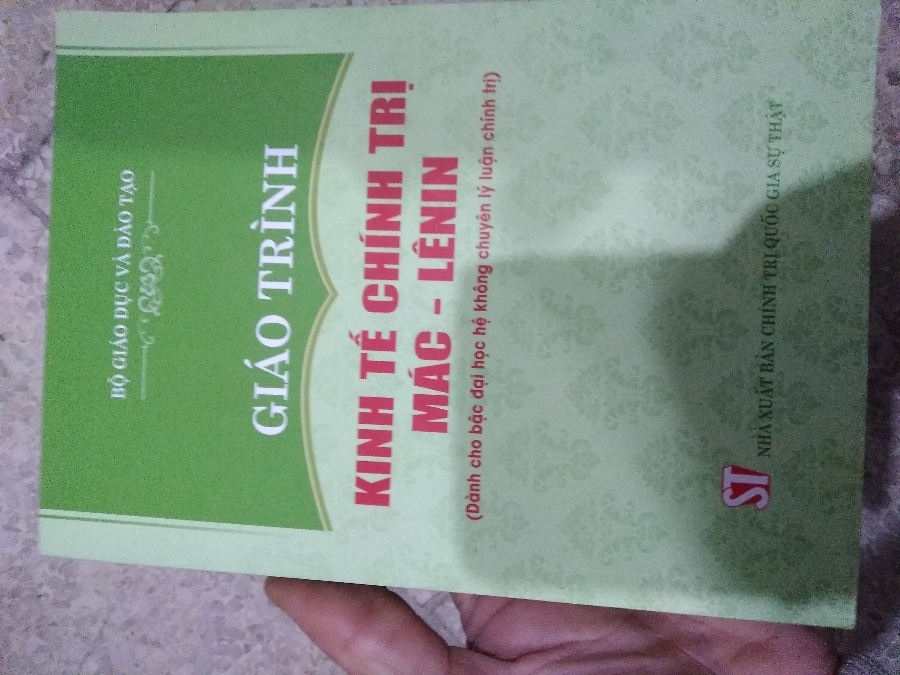 BỘ GIÁO DỤC VÀ ĐÀO TẠO
GIÁO TRÌNH
KINH TẾ CHÍNH TRỊ
MÁC - LÊNIN
(Dành cho bậc đại học hệ không chuyên lý luận chính trị)
ST
NHÀ XUẤT BẢN CHÍNH TRỊ QUỐC GIA SỰ THẬT